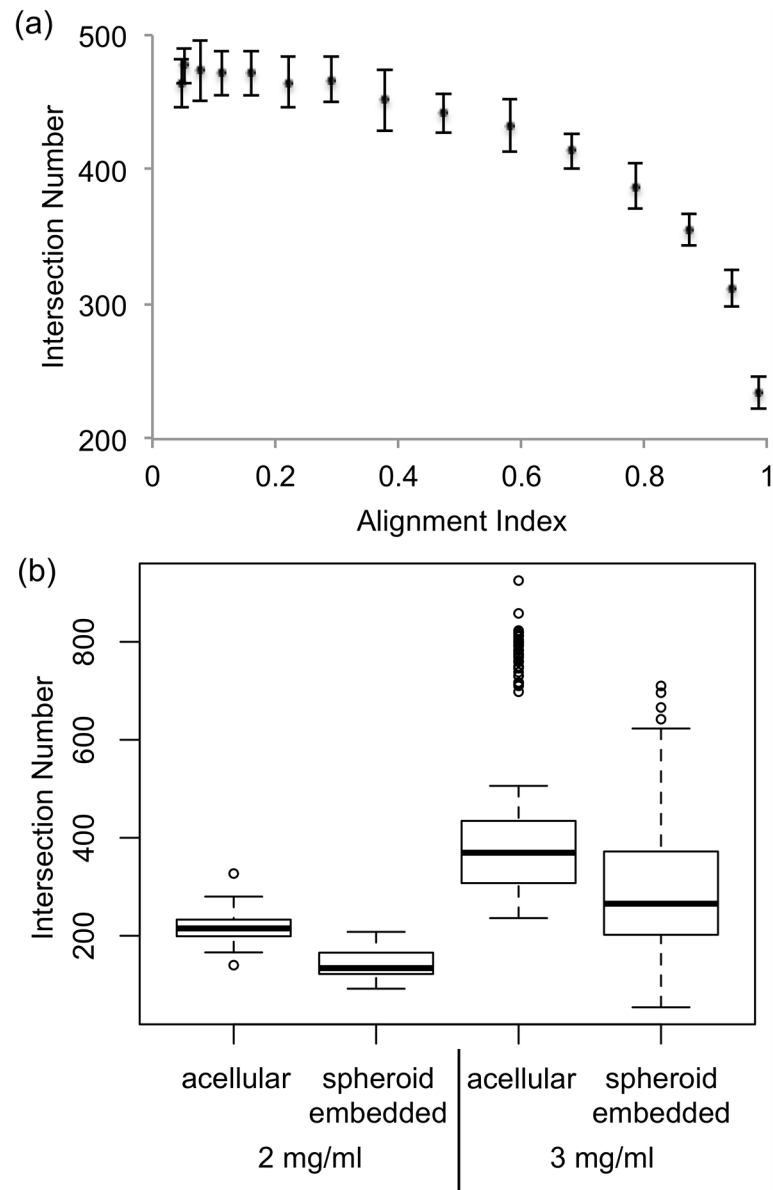 (a)
Intersection Number
500
400
300
200
0 0.2 0.4 0.6 0.8 1
Alignment Index
(b)
Intersection Number
800
600
400
200
acellular spheroid embedded acellular spheroid embedded
2 mg/ml 3 mg/ml